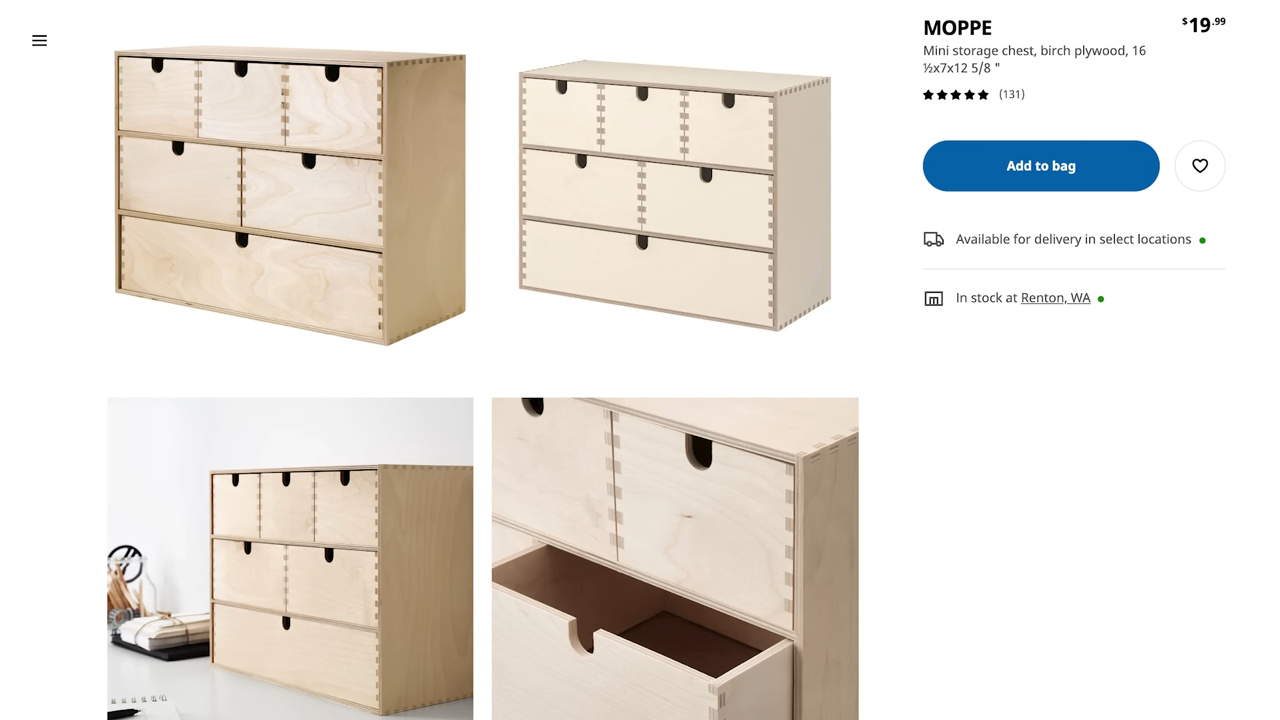 MOPPE
$19.99
Mini storage chest, birch plywood, 16
½x7x12 5/8 "
(131)
Add to bag
Available for delivery in select locations
In stock at Renton, WA